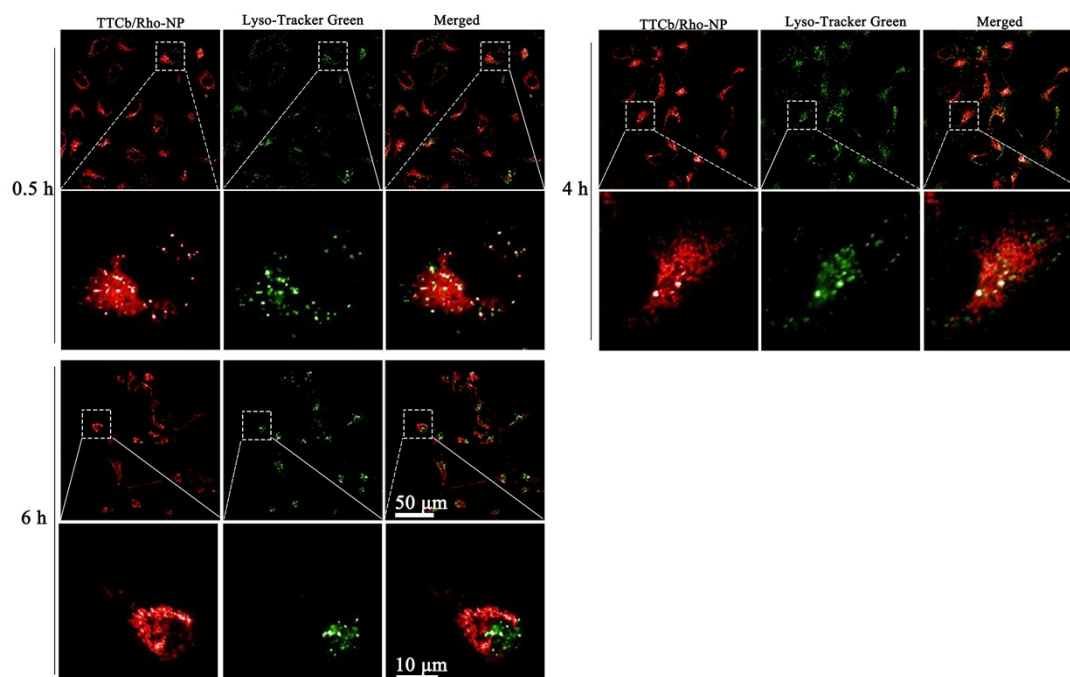 TTCb/Rho-NP Lyso-Tracker Green Merged
0.5 h
TTCb/Rho-NP Lyso-Tracker Green Merged
4 h
6 h
50 μm
10 μm